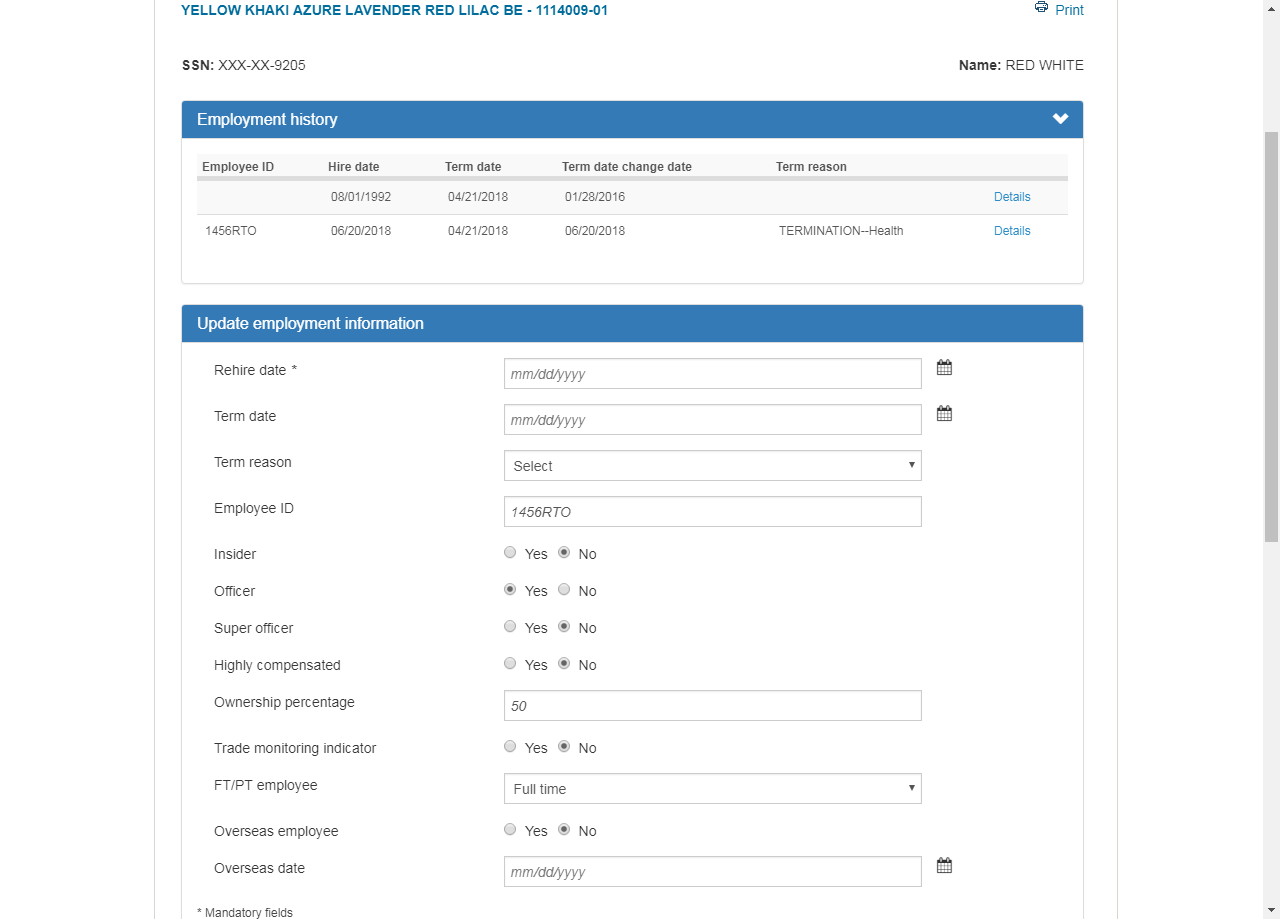 YELLOW KHAKI AZURE LAVENDER RED LILAC BE - 1114009-01 Print
SSN: XXX-XX-9205 Name: RED WHITE
Employment history
Employee ID Hire date Term date Term date change date Term reason
08/01/1992 04/21/2018 01/28/2016 Details
1456RTO 06/20/2018 04/21/2018 06/20/2018 TERMINATION--Health Details
Update employment information
Rehire date * mm/dd/yyyy
Term date mm/dd/yyyy
Term reason Select
Employee ID 1456RTO
Insider Yes No
Officer Yes No
Super officer Yes No
Highly compensated Yes No
Ownership percentage 50
Trade monitoring indicator Yes No
FT/PT employee Full time
Overseas employee Yes No
Overseas date mm/dd/yyyy
* Mandatory fields